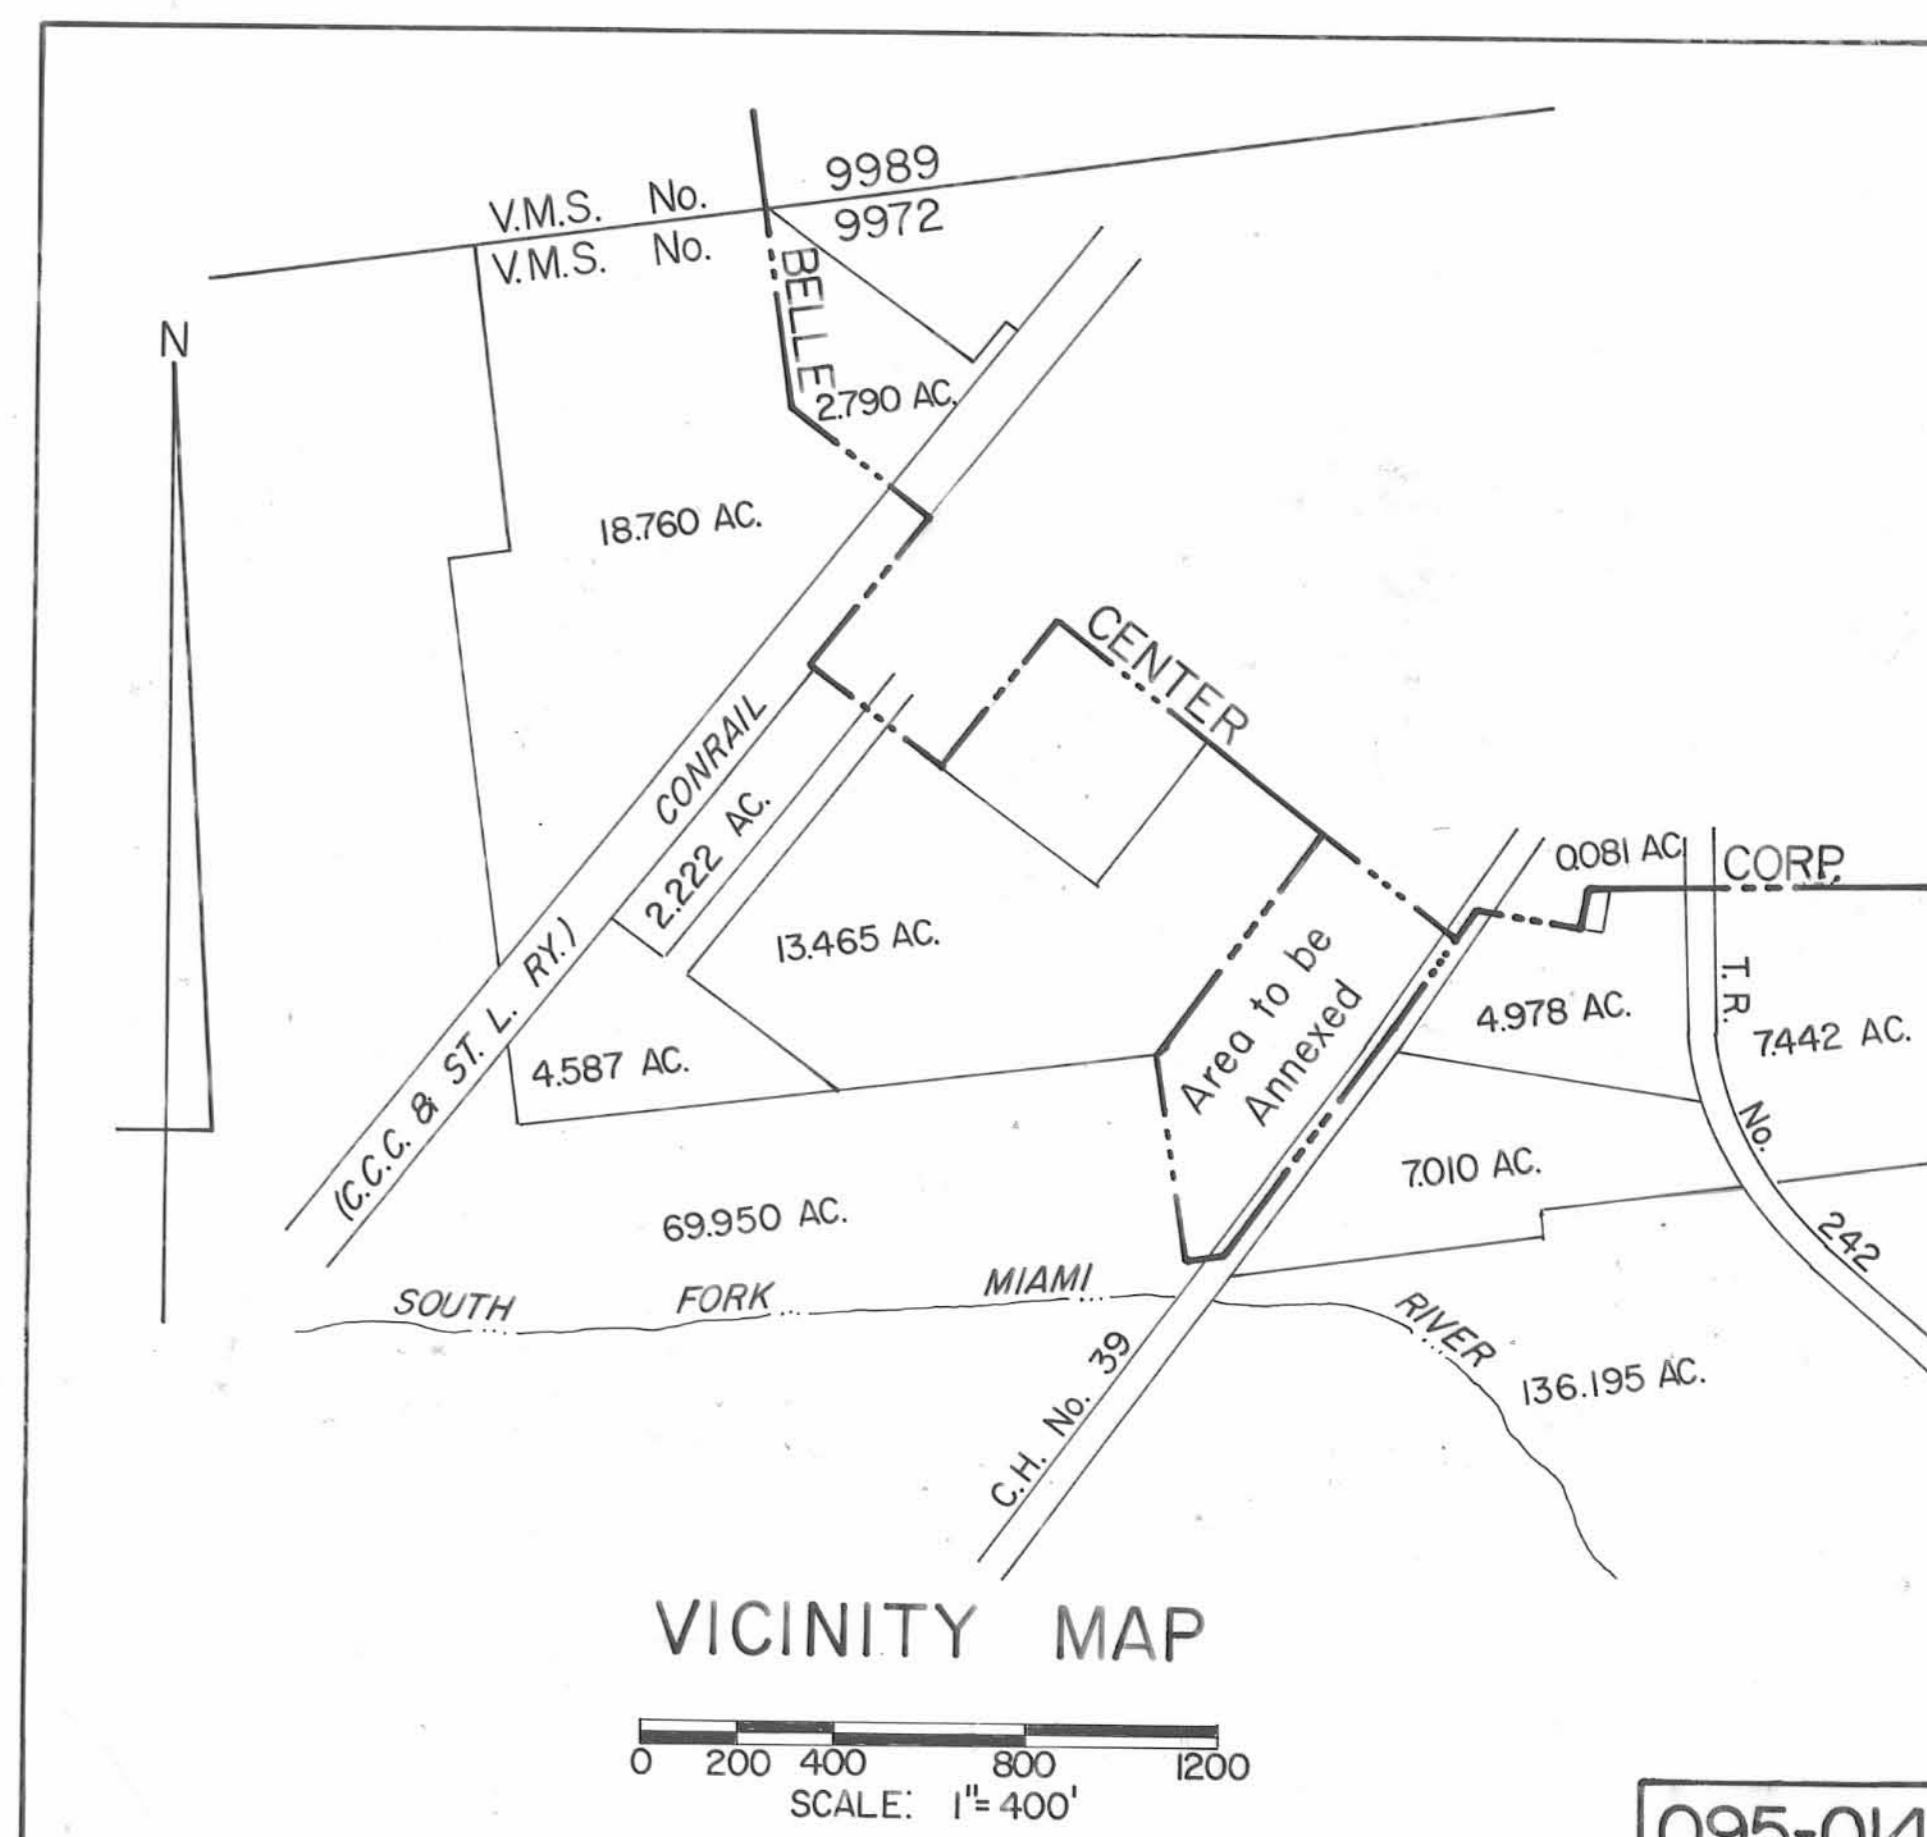 V.M.S. No. 9989
V.M.S. No. 9972
N
BELLE
2.790 AC.
18.760 AC.
CENTER
CONRAIL
(C.C.C. & ST. L. RY.)
2.222 AC.
0.081 AC
CORP.
13.465 AC.
Area to be
Annexed
4.978 AC.
T.R. No. 242
7.442 AC.
4.587 AC.
7.010 AC.
69.950 AC.
SOUTH FORK MIAMI RIVER
C.H. No. 39
136.195 AC.
VICINITY MAP
0 200 400 800 1200
SCALE: 1"=400'
095-014